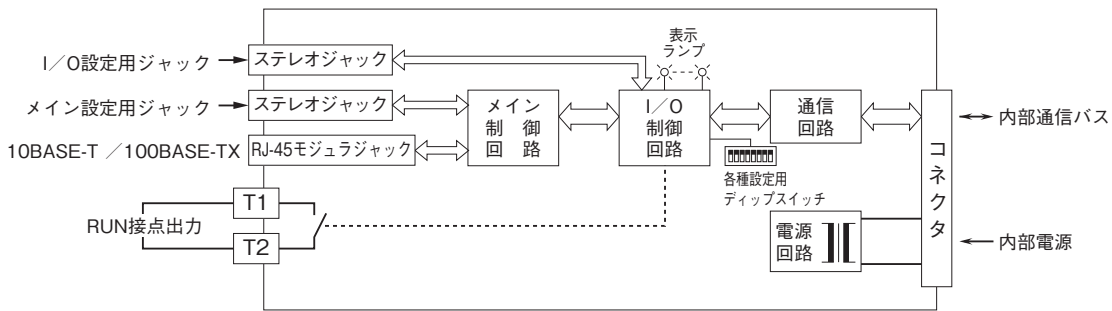 表示
ランプ
I／O設定用ジャック
ステレオジャック
メイン設定用ジャック
ステレオジャック
メイン
制　御
回　路
I／O
制御
回路
通信
回路
内部通信バス
10BASE-T ／100BASE-TX
RJ-45モジュラジャック
コネクタ
各種設定用
ディップスイッチ
T1
RUN接点出力
T2
電源
回路
内部電源